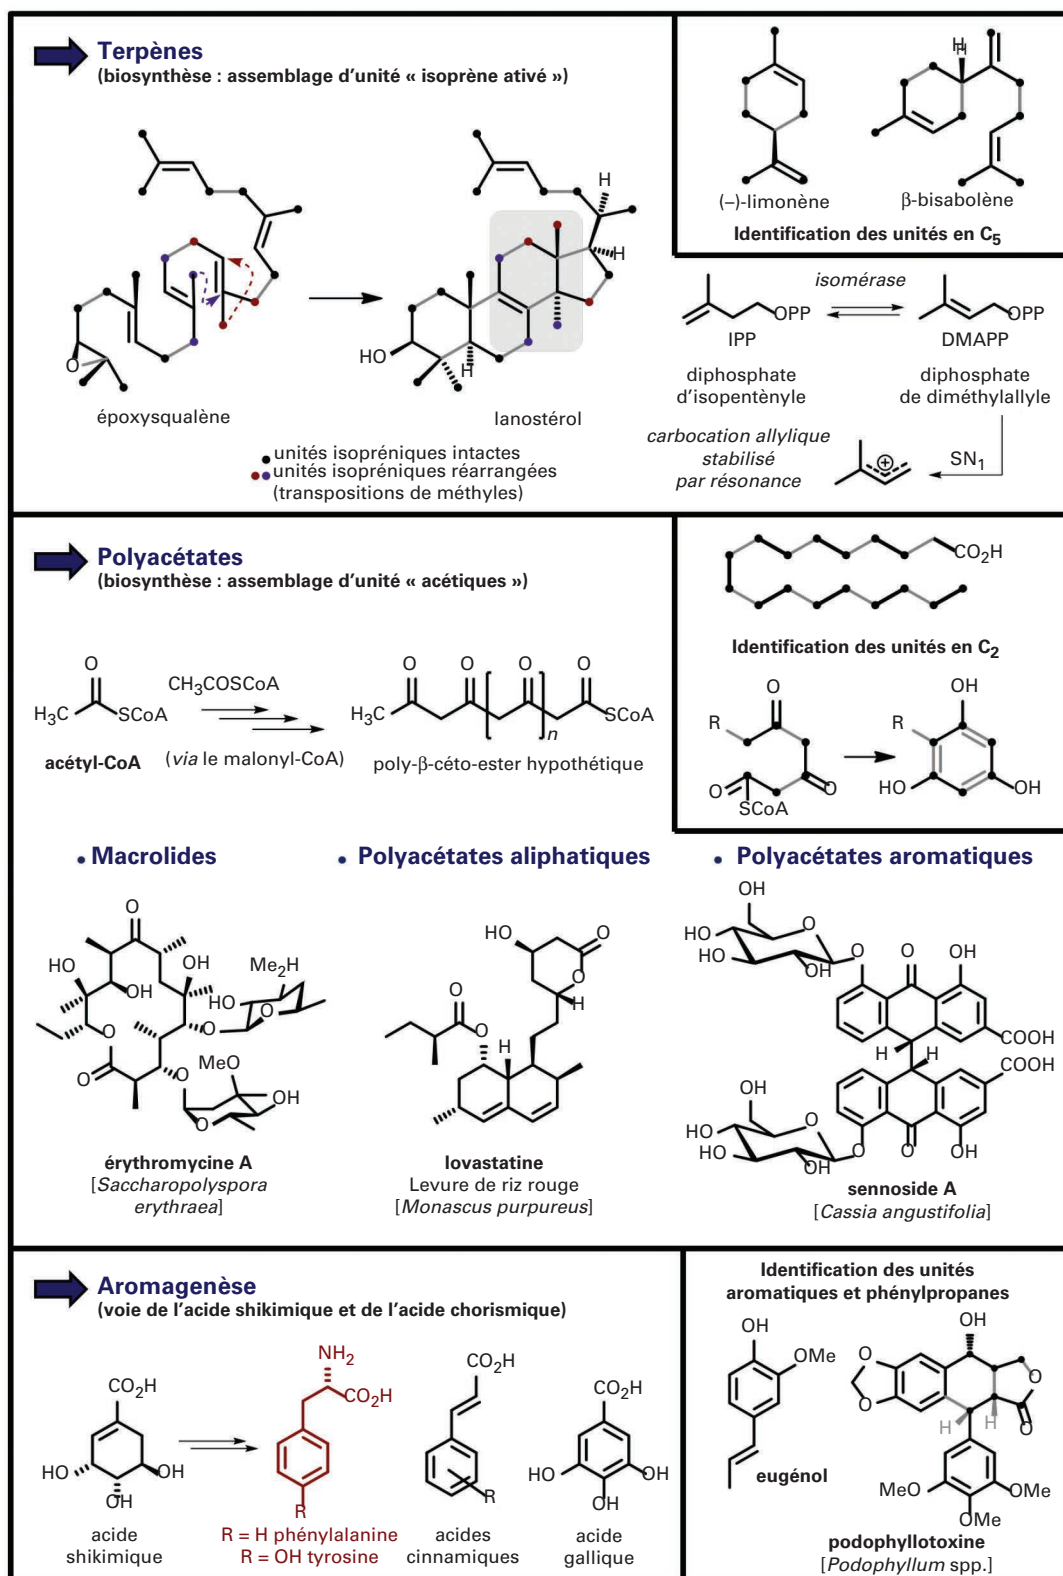 Terpènes
(biosynthèse : assemblage d'unité « isoprène ativé »)
H
O
époxysqualène
H
H
HO
H
lanostérol
unités isopréniques intactes
unités isopréniques réarrangées
(transpositions de méthyles)
H
H
(–)-limonène
β-bisabolène
Identification des unités en C5
isomérase
OPP
OPP
IPP
DMAPP
diphosphate
d'isopentènyle
diphosphate
de diméthylallyle
carbocation allylique
stabilisé
par résonance
SN1
+
Polyacétates
(biosynthèse : assemblage d'unité « acétiques »)
O
H3C
SCoA
acétyl-CoA
CH3COSCoA
(via le malonyl-CoA)
O O O O
H3C
SCoA
n
poly-β-céto-ester hypothétique
CO2H
Identification des unités en C2
O
R
O
O
SCoA
OH
R
HO
OH
• Macrolides
O
HO
OH
OH
Me2H
HO
O
O
O
O
MeO
O
OH
O
érythromycine A
[Saccharopolyspora
erythraea]
• Polyacétates aliphatiques
HO
O
O
H
O
O
H
lovastatine
Levure de riz rouge
[Monascus purpureus]
• Polyacétates aromatiques
OH
O
HO
HO
OH
O
O
OH
COOH
H
H
COOH
OH
O
HO
HO
OH
O
O
OH
sennoside A
[Cassia angustifolia]
Aromagenèse
(voie de l'acide shikimique et de l'acide chorismique)
CO2H
HO
OH
OH
acide
shikimique
NH2
CO2H
R
R = H phénylalanine
R = OH tyrosine
CO2H
R
acides
cinnamiques
CO2H
HO
OH
OH
acide
gallique
Identification des unités
aromatiques et phénylpropanes
OH
OMe
eugénol
OH
O
O
O
O
H
H
MeO
OMe
OMe
podophyllotoxine
[Podophyllum spp.]